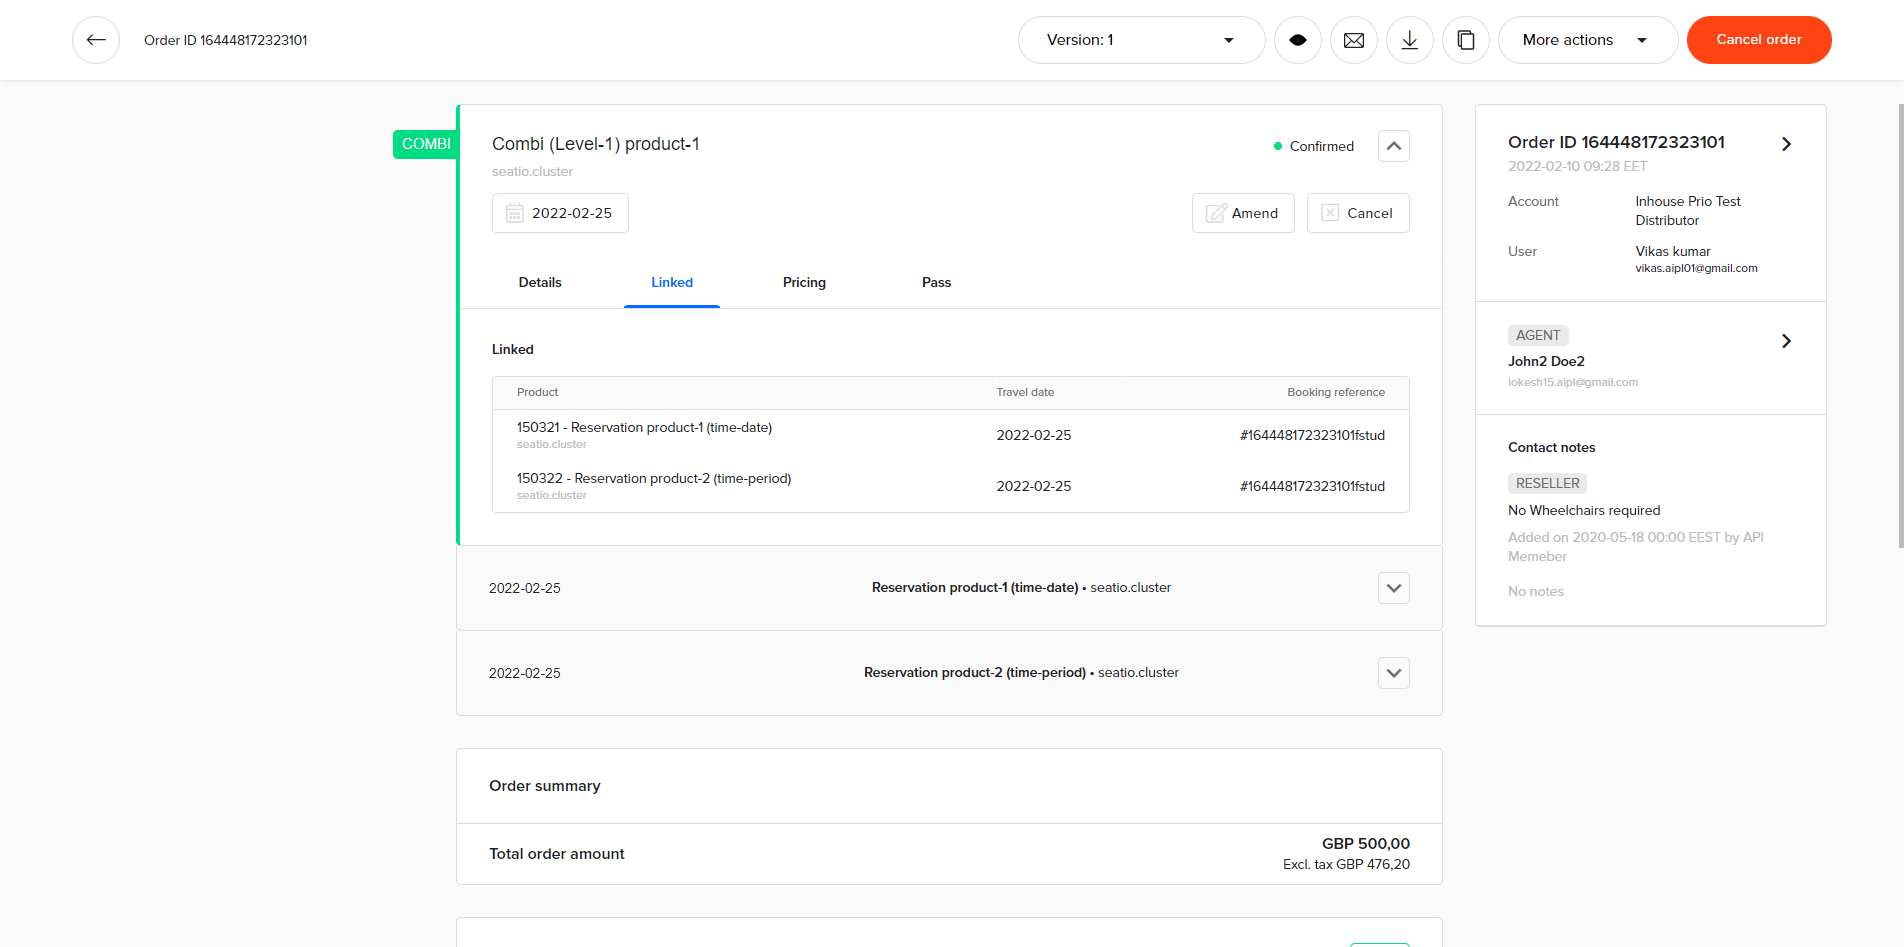 Order ID 164448172323101
Version: 1
More actions
Cancel order
COMBI
Combi (Level-1) product-1
Confirmed
seatio.cluster
2022-02-25
Amend
Cancel
Details
Linked
Pricing
Pass
Linked
Product
Travel date
Booking reference
150321 - Reservation product-1 (time-date)
seatio.cluster
2022-02-25
#164448172323101fstud
150322 - Reservation product-2 (time-period)
seatio.cluster
2022-02-25
#164448172323101fstud
2022-02-25
Reservation product-1 (time-date) • seatio.cluster
2022-02-25
Reservation product-2 (time-period) • seatio.cluster
Order summary
Total order amount
GBP 500,00
Excl. tax GBP 476,20
Order ID 164448172323101
2022-02-10 09:28 EET
Account
Inhouse Prio Test
Distributor
User
Vikas kumar
vikas.aipl01@gmail.com
AGENT
John2 Doe2
lokesh15.aipl@gmail.com
Contact notes
RESELLER
No Wheelchairs required
Added on 2020-05-18 00:00 EEST by API
Memeber
No notes